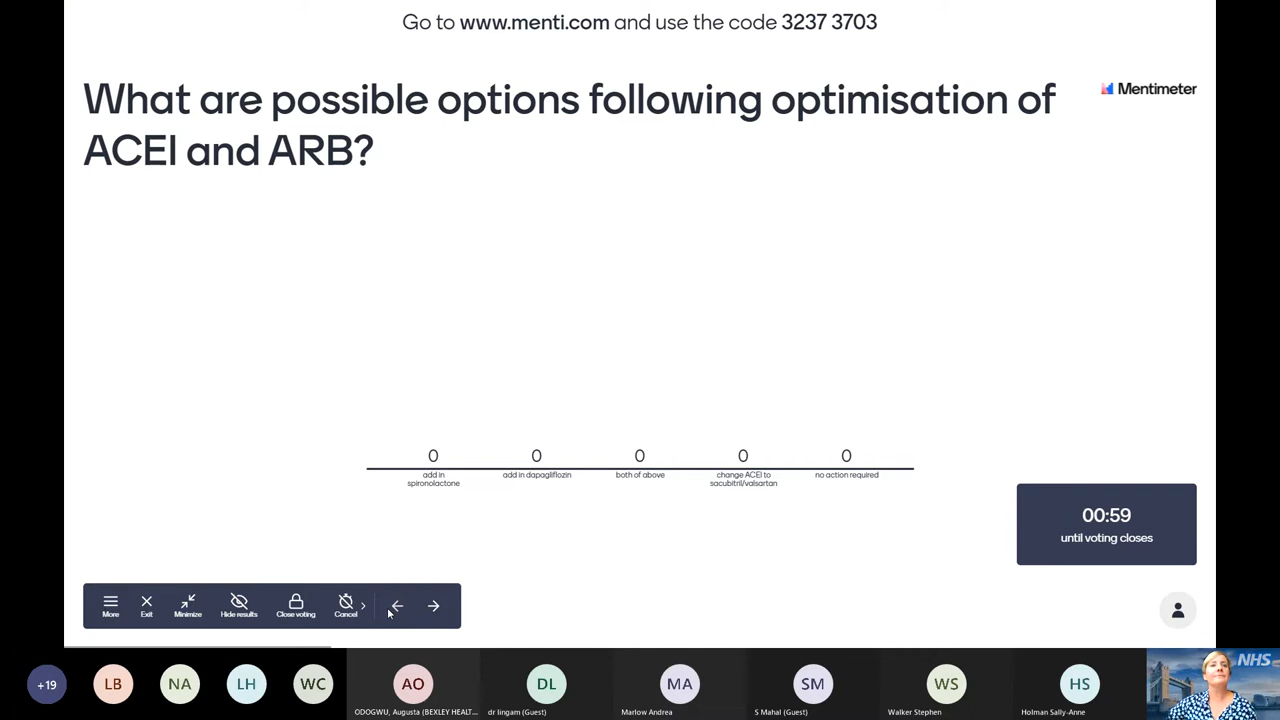 Go to www.menti.com and use the code 3237 3703
What are possible options following optimisation of
ACEI and ARB?
Mentimeter
0
0
0
0
0
add in
spironolactone
add in dapagliflozin
both of above
change ACEI to
sacubitril/valsartan
no action required
00:59
until voting closes
More
Exit
Minimize
Hide results
Close voting
Cancel
+19
LB
NA
LH
WC
AO
DL
MA
SM
WS
HS
ODOGWU, Augusta (BEXLEY HEALT...
dr lingam (Guest)
Marlow Andrea
S Mahal (Guest)
Walker Stephen
Holman Sally-Anne
NHS